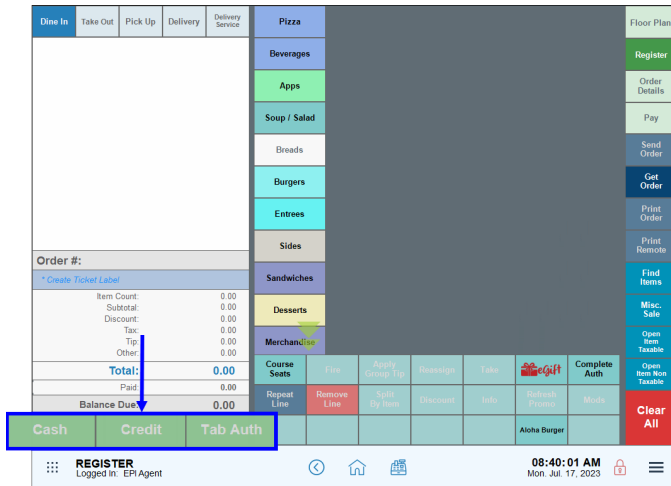 Dine In
Take Out
Pick Up
Delivery
Delivery
Service
Pizza
Floor Plan
Beverages
Register
Apps
Order
Details
Soup / Salad
Pay
Breads
Send
Order
Burgers
Get
Order
Entrees
Print
Order
Sides
Print
Remote
Order #:
* Create Ticket Label
Sandwiches
Find
Items
Item Count: 0.00
Subtotal: 0.00
Discount: 0.00
Tax: 0.00
Tip: 0.00
Other: 0.00
Desserts
Misc.
Sale
Merchandise
Open
Item
Taxable
Total: 0.00
Paid: 0.00
Balance Due: 0.00
Course
Seats
Fire
Apply
Group Tip
Reassign
Take
eGift
Complete
Auth
Open
Item Non
Taxable
Repeat
Line
Remove
Line
Split
By Item
Discount
Info
Refresh
Promo
Mods
Clear
All
Cash
Credit
Tab Auth
Aloha Burger
REGISTER
Logged In: EPI Agent
08:40:01 AM
Mon. Jul. 17, 2023